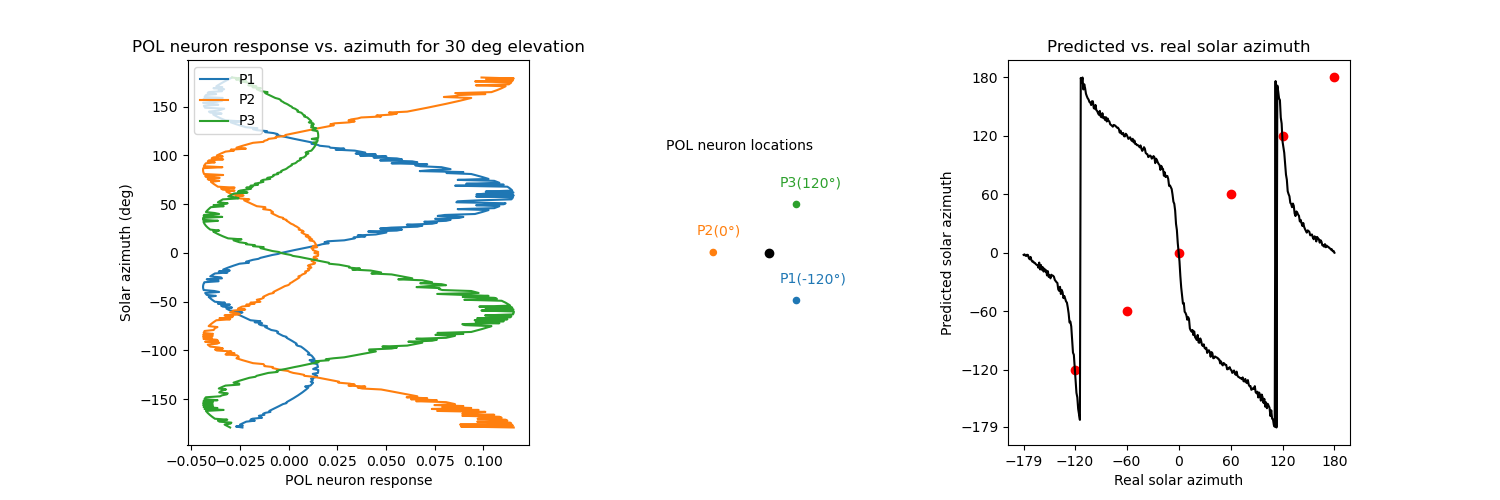 POL neuron response vs. azimuth for 30 deg elevation
P1
P2
P3
150
100
50
0
−50
−100
−150
Solar azimuth (deg)
−0.050 −0.025 0.000 0.025 0.050 0.075 0.100
POL neuron response
POL neuron locations
P3(120°)
P2(0°)
P1(-120°)
Predicted vs. real solar azimuth
180
120
60
0
−60
−120
−179
Predicted solar azimuth
−179 −120 −60 0 60 120 180
Real solar azimuth